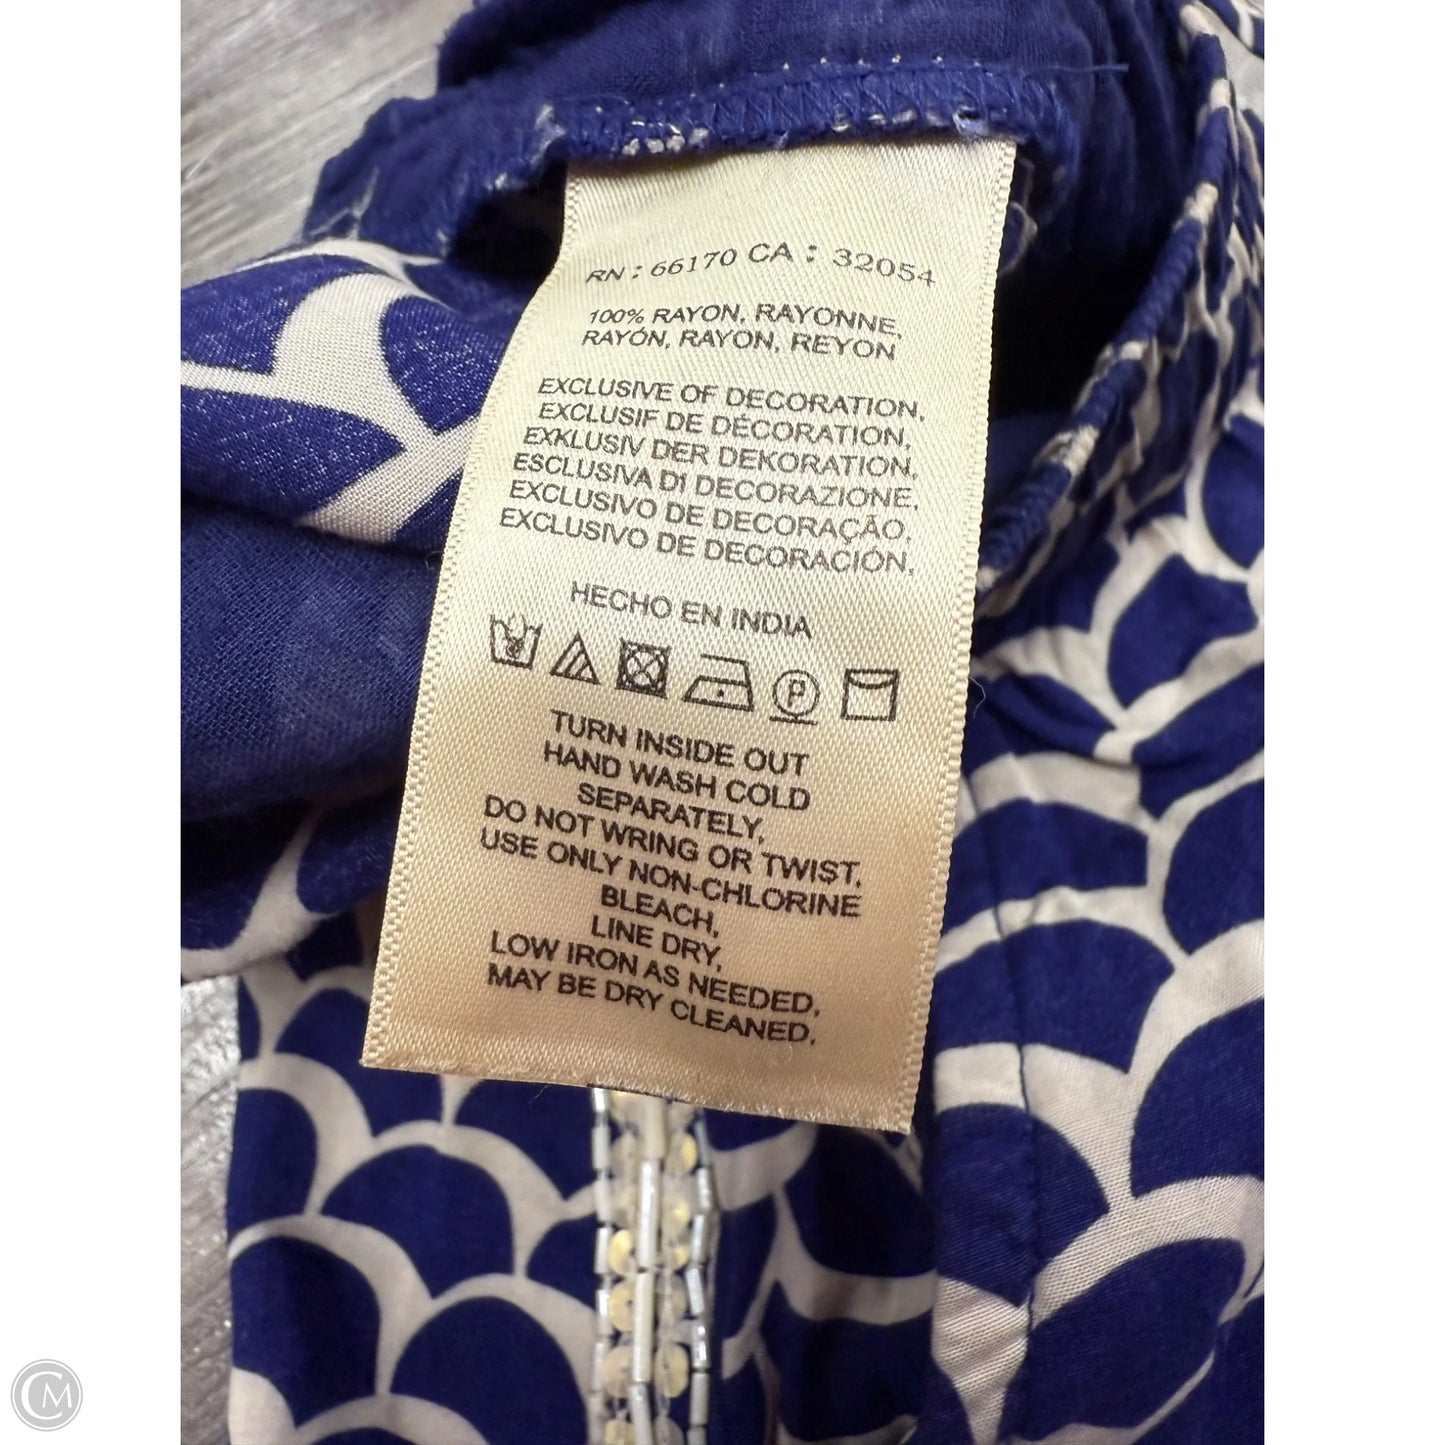 RN : 66170 CA : 32054
100% RAYON, RAYONNE,
RAYÓN, RAYON, REYON
EXCLUSIVE OF DECORATION,
EXCLUSIF DE DÉCORATION,
EXKLUSIV DER DEKORATION,
ESCLUSIVA DI DECORAZIONE,
EXCLUSIVO DE DECORAÇÃO,
EXCLUSIVO DE DECORACIÓN,
HECHO EN INDIA
P
TURN INSIDE OUT
HAND WASH COLD
SEPARATELY,
DO NOT WRING OR TWIST,
USE ONLY NON-CHLORINE
BLEACH,
LINE DRY,
LOW IRON AS NEEDED,
MAY BE DRY CLEANED,
CM